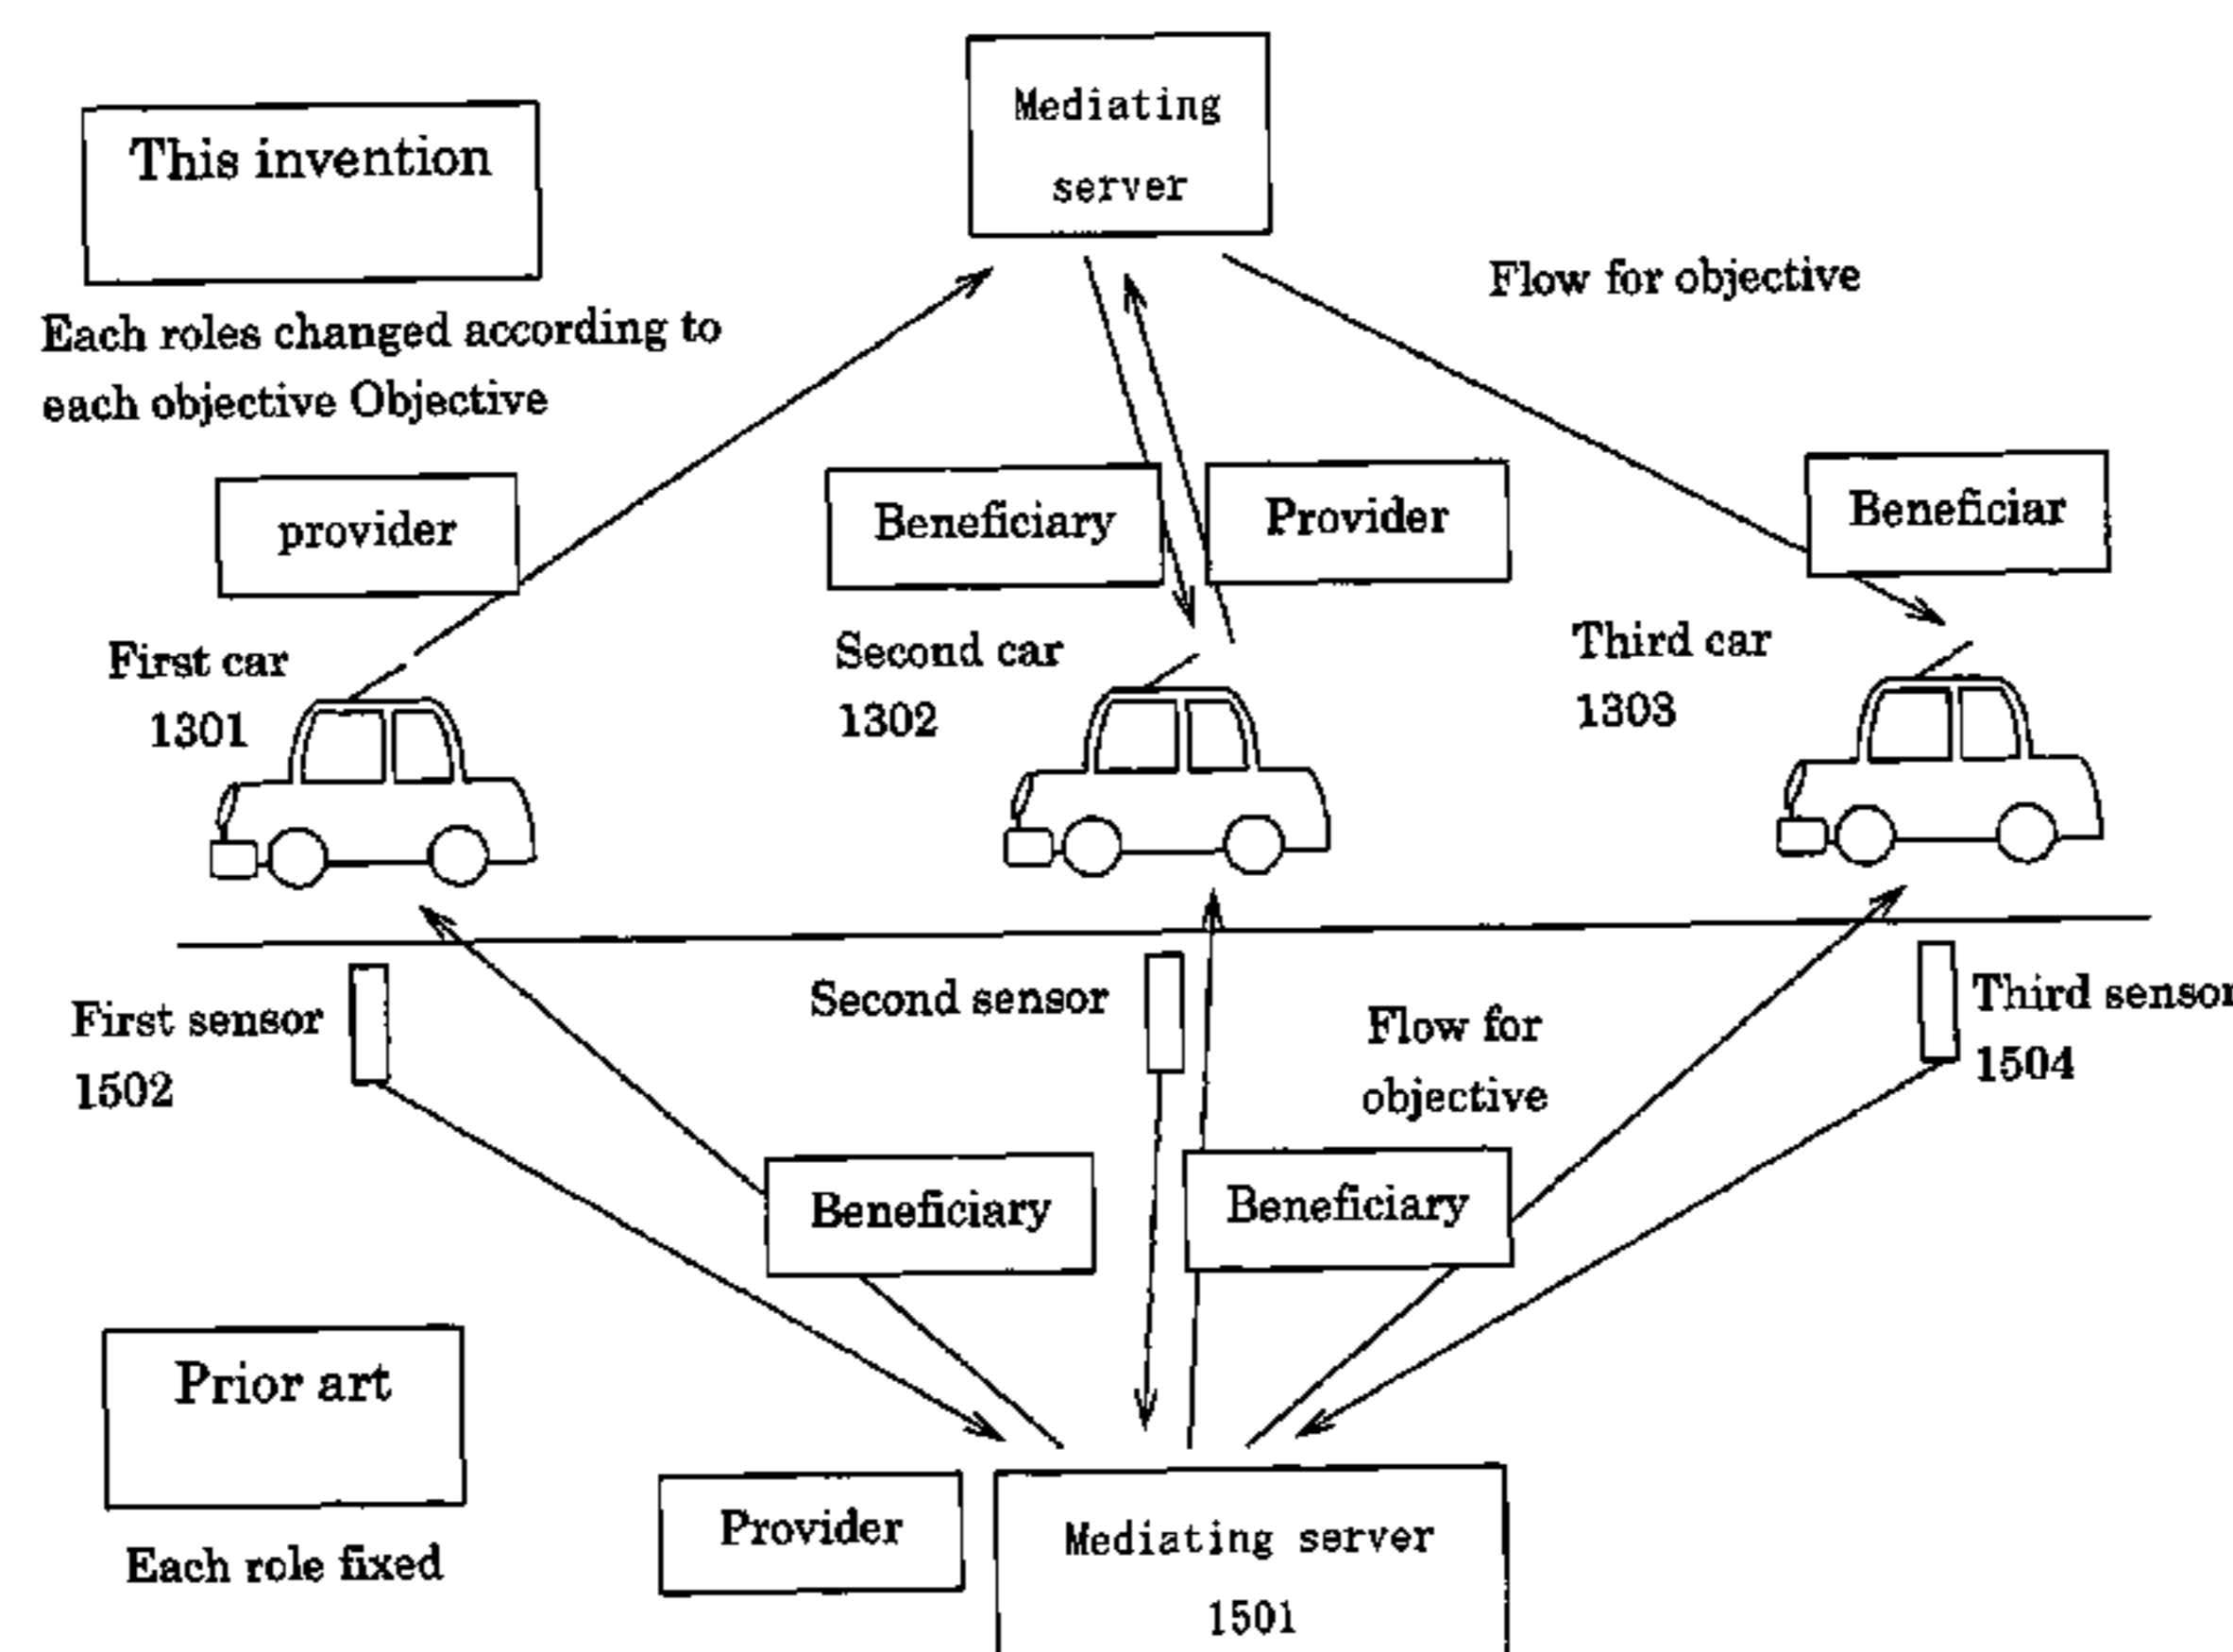 Mediating
server
This invention
Flow for objective
Each roles changed according to
each objective Objective
provider
Beneficiary
Provider
Beneficiar
First car
1301
Second car
1302
Third car
1303
First sensor
1502
Second sensor
Flow for
objective
Third sensor
1504
Beneficiary
Beneficiary
Prior art
Each role fixed
Provider
Mediating server
1501